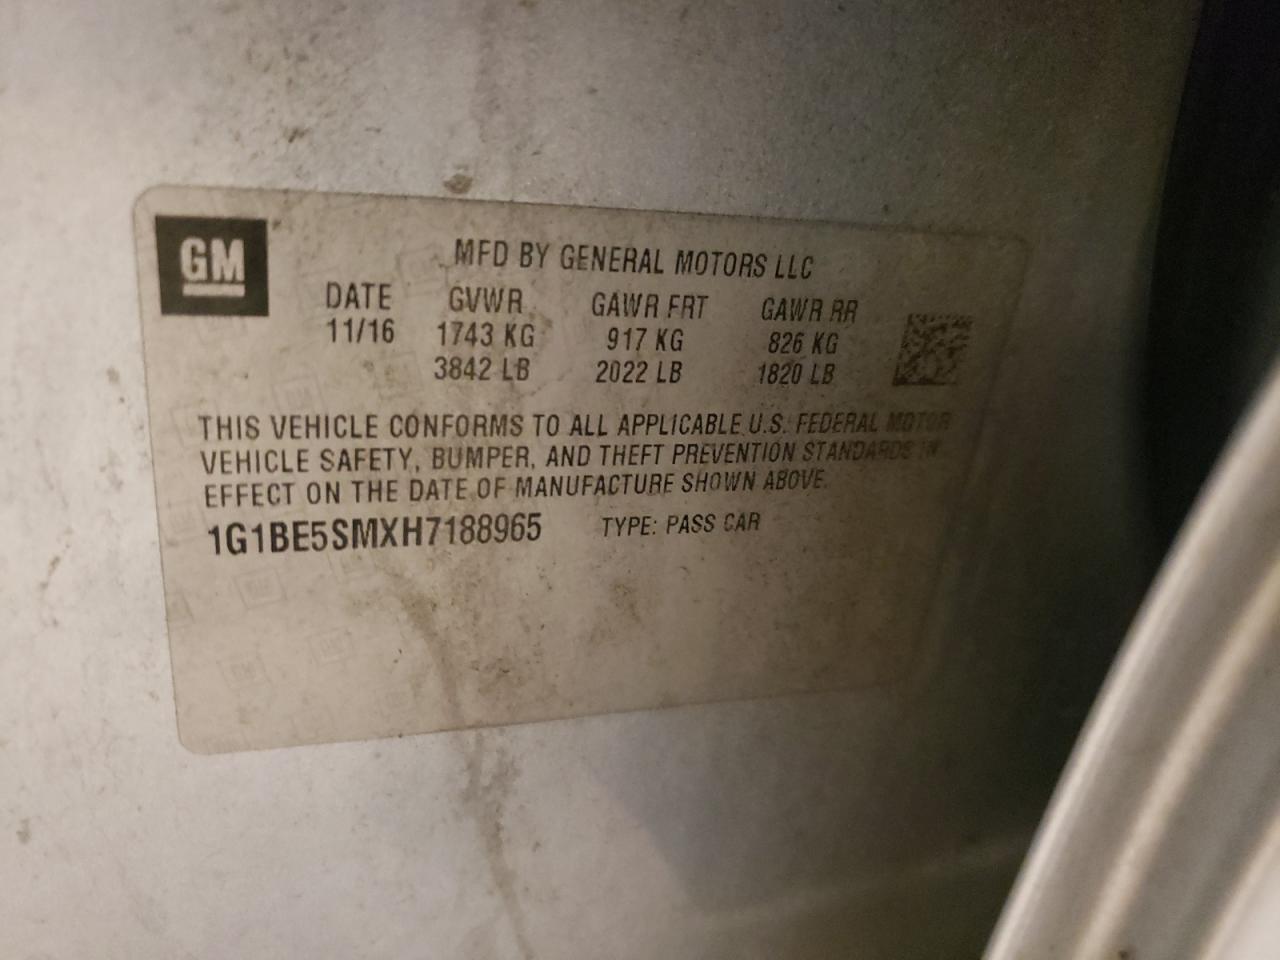 GM
MFD BY GENERAL MOTORS LLC
DATE GVWR GAWR FRT GAWR RR
11/16 1743 KG 917 KG 826 KG
3842 LB 2022 LB 1820 LB
THIS VEHICLE CONFORMS TO ALL APPLICABLE U.S. FEDERAL MOTOR
VEHICLE SAFETY, BUMPER, AND THEFT PREVENTION STANDARDS IN
EFFECT ON THE DATE OF MANUFACTURE SHOWN ABOVE.
1G1BE5SMXH7188965 TYPE: PASS CAR